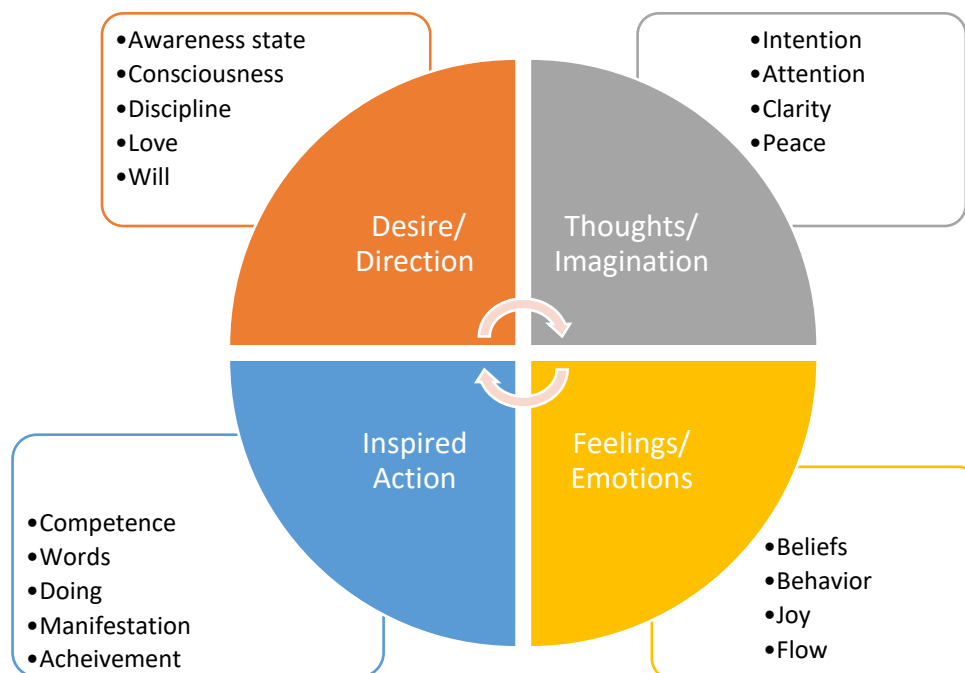 •Awareness state
•Consciousness
•Discipline
•Love
•Will
•Intention
•Attention
•Clarity
•Peace
Desire/
Direction
Thoughts/
Imagination
Inspired
Action
Feelings/
Emotions
•Competence
•Words
•Doing
•Manifestation
•Acheivement
•Beliefs
•Behavior
•Joy
•Flow